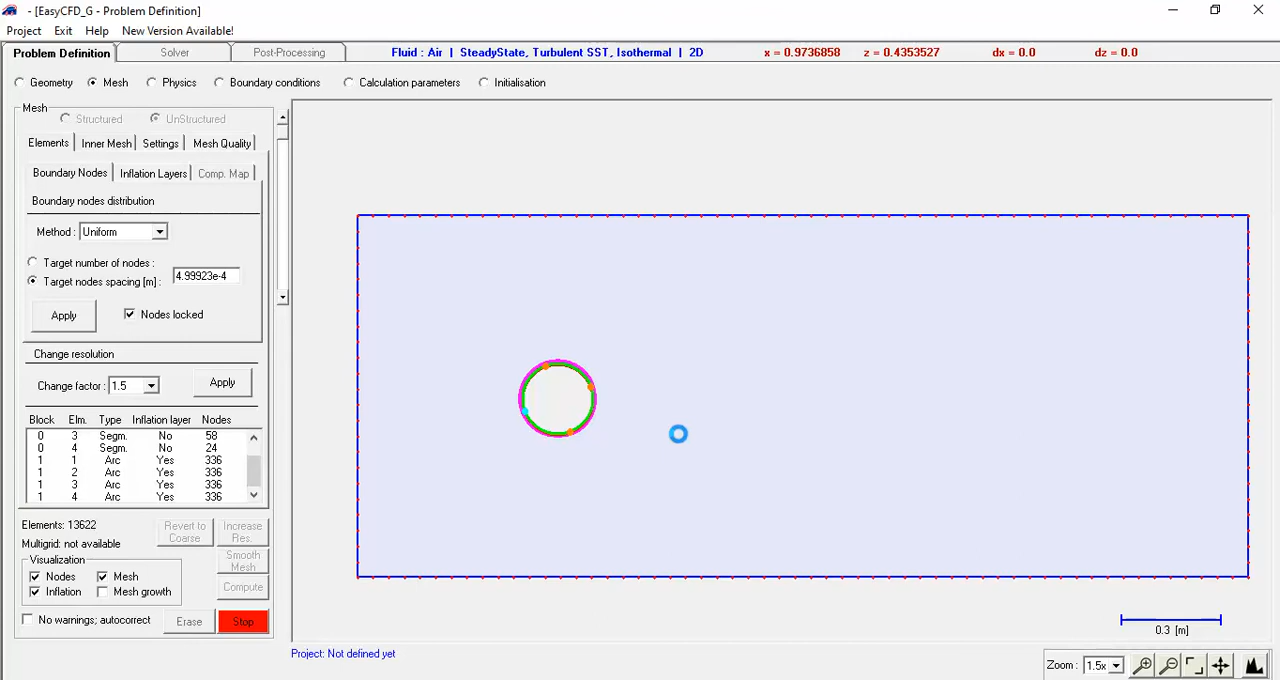 - [EasyCFD_G - Problem Definition]
Project Exit Help New Version Available!
Problem Definition Solver Post-Processing Fluid : Air | SteadyState, Turbulent SST, Isothermal | 2D x = 0.9736858 z = 0.4353527 dx = 0.0 dz = 0.0
Geometry Mesh Physics Boundary conditions Calculation parameters Initialisation
Mesh
Structured UnStructured
Elements Inner Mesh Settings Mesh Quality
Boundary Nodes Inflation Layers Comp. Map
Boundary nodes distribution
Method : Uniform
Target number of nodes :
Target nodes spacing [m] : 4.99923e-4
Apply Nodes locked
Change resolution
Change factor : 1.5 Apply
Block Elm. Type Inflation layer Nodes
0 3 Segm. No 58
0 4 Segm. No 24
1 1 Arc Yes 336
1 2 Arc Yes 336
1 3 Arc Yes 336
1 4 Arc Yes 336
Elements: 13622
Revert to Coarse
Increase Res.
Multigrid: not available
Visualization
Smooth Mesh
Nodes Mesh
Inflation Mesh growth
Compute
No warnings; autocorrect Erase Stop
0.3 [m]
Project: Not defined yet
Zoom : 1.5x